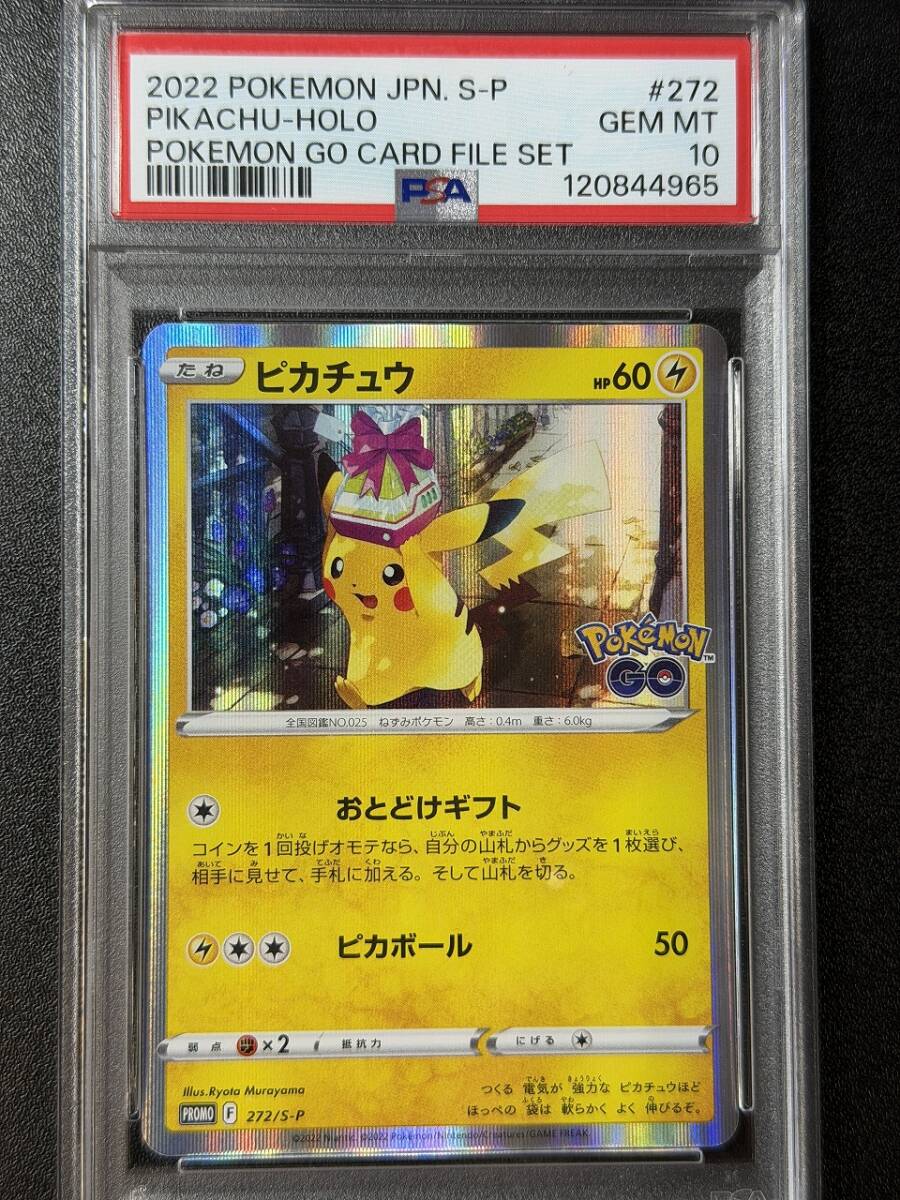 2022 POKEMON JPN. S-P #272
PIKACHU-HOLO GEM MT
POKEMON GO CARD FILE SET 10
PSA 120844965
たね ピカチュウ HP60
Pokémon GO™
全国図鑑NO.025 ねずみポケモン 高さ:0.4m 重さ:6.0kg
おとどけギフト
コインを1回投げオモテなら、自分の山札からグッズを1枚選び、
相手に見せて、手札に加える。そして山札を切る。
ピカボール 50
弱点 ×2 抵抗力 にげる
Illus.Ryota Murayama
つくる 電気が 強力な ピカチュウほど
ほっぺの 袋は 軟らかく よく 伸びるぞ。
PROMO F 272/S-P
©2022 Niantic. ©2022 Pokémon/Nintendo/Creatures/GAME FREAK.